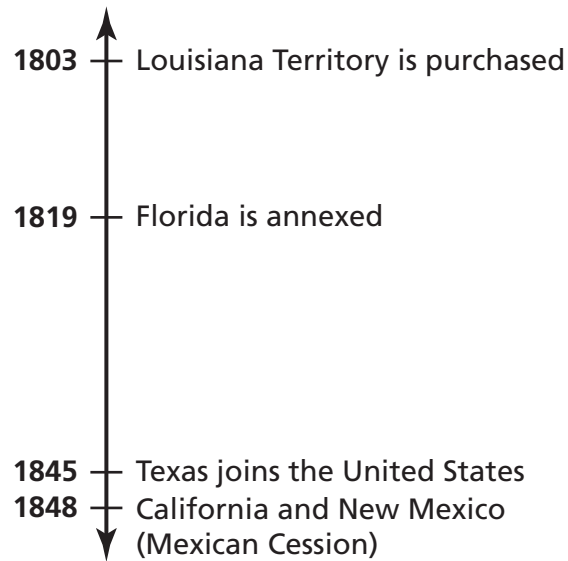 1803 Louisiana Territory is purchased
1819 Florida is annexed
1845 Texas joins the United States
1848 California and New Mexico
(Mexican Cession)